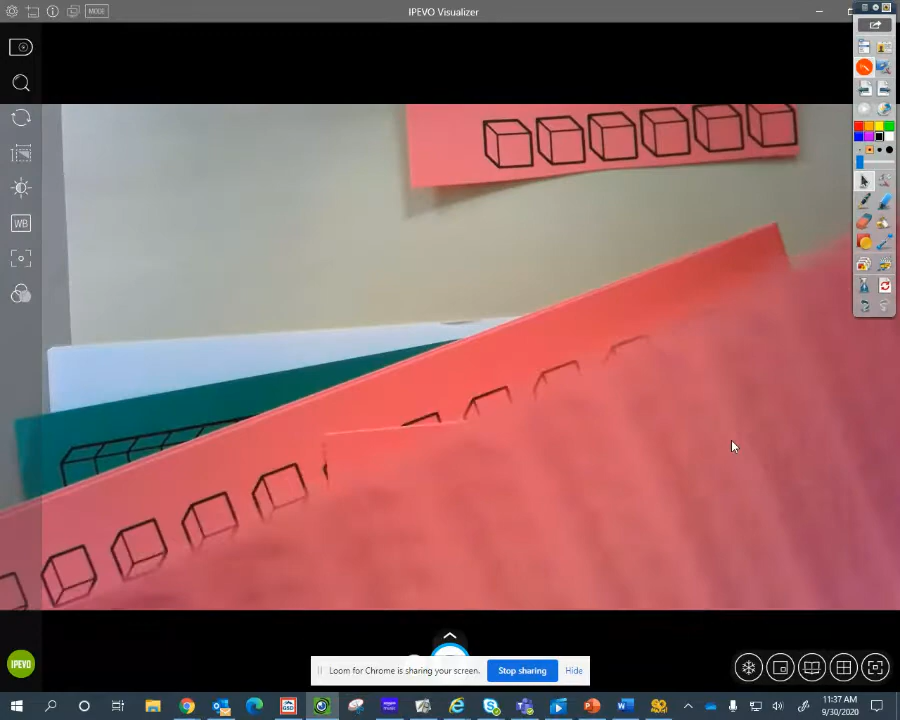 MODE
IPEVO Visualizer
WB
IPEVO
Loom for Chrome is sharing your screen.
Stop sharing
Hide
11:37 AM
9/30/2020